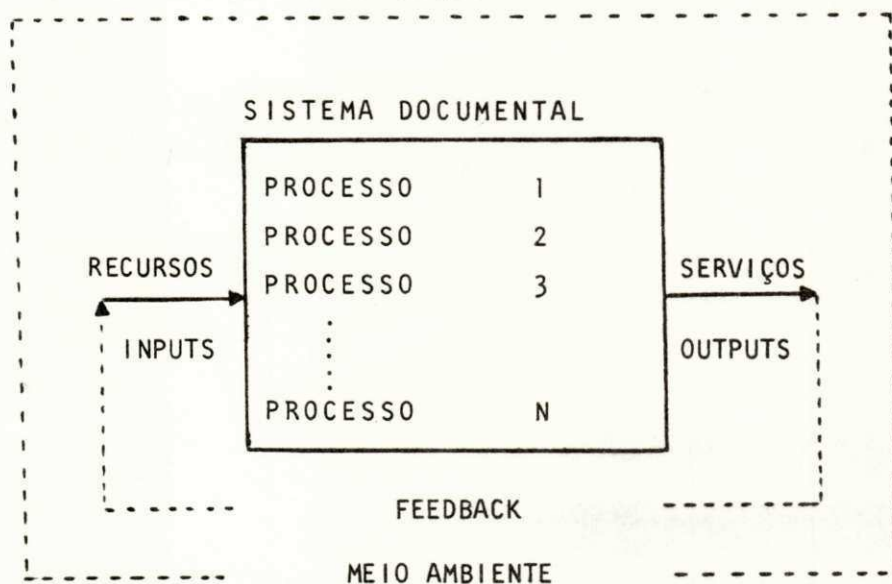 SISTEMA DOCUMENTAL
PROCESSO 1
PROCESSO 2
RECURSOS
PROCESSO 3
SERVIÇOS
INPUTS
OUTPUTS
PROCESSO N
FEEDBACK
MEIO AMBIENTE